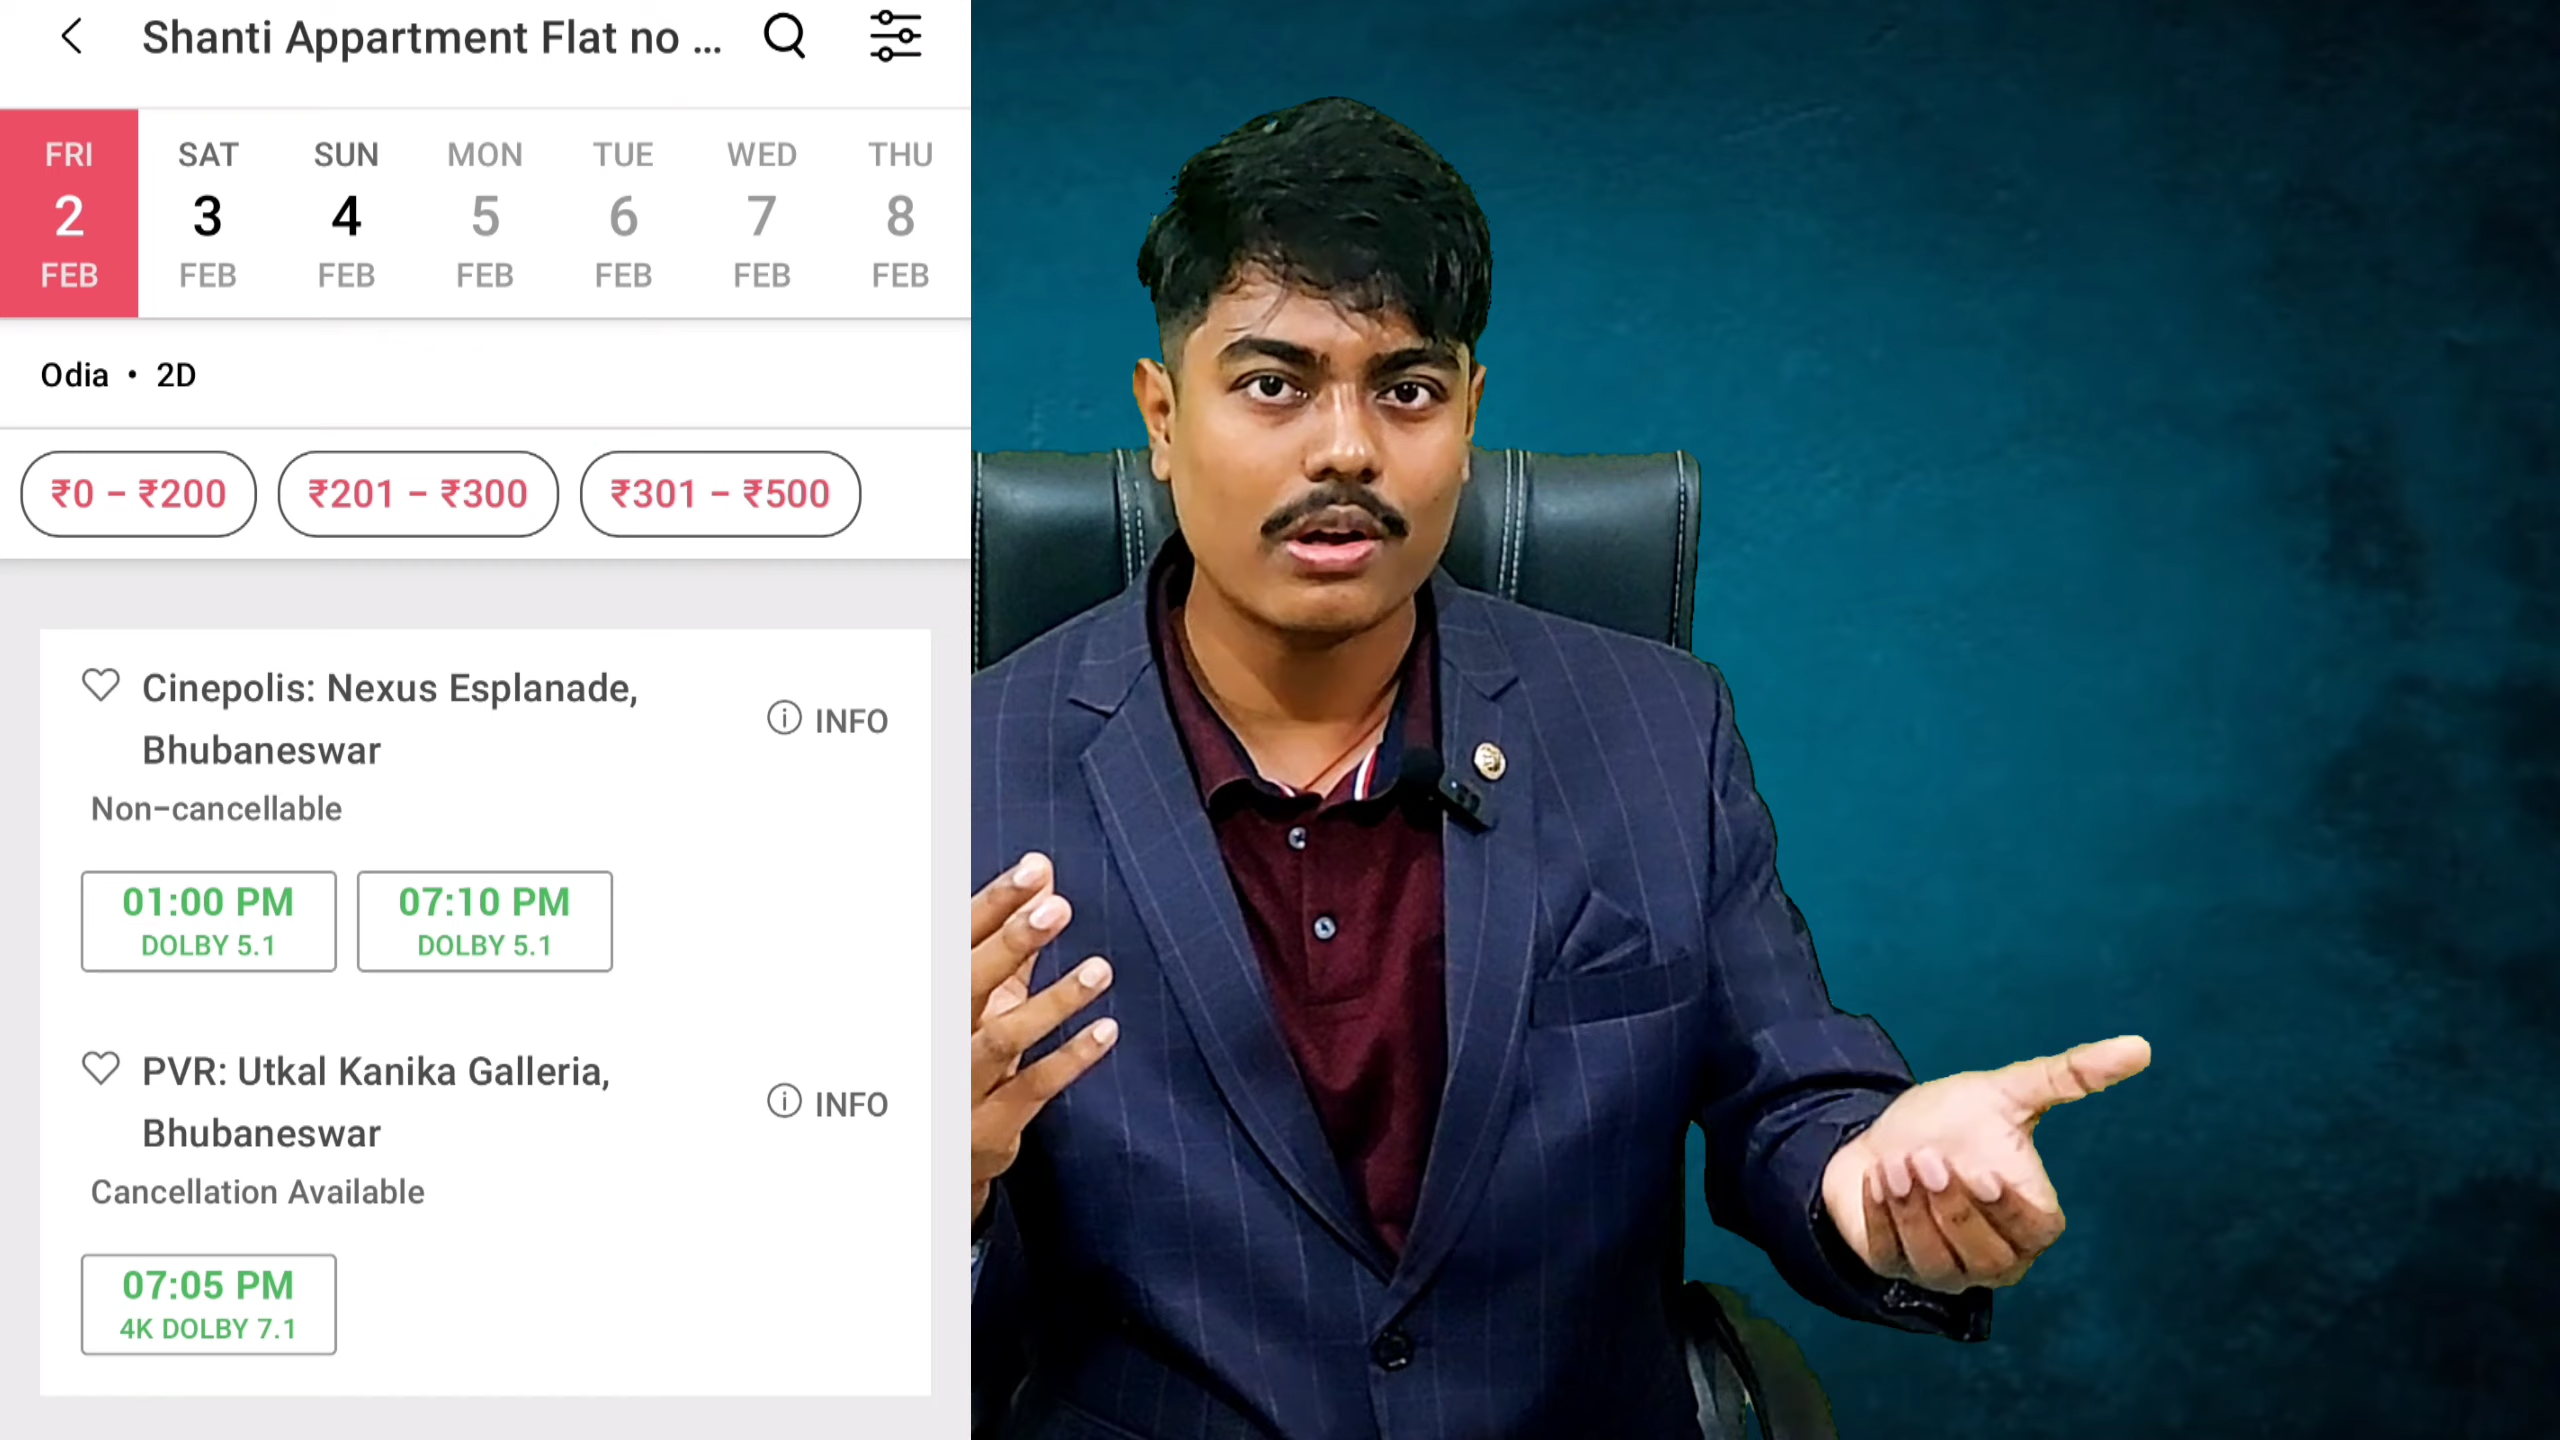 Shanti Appartment Flat no ...
FRI SAT SUN MON TUE WED THU
2 3 4 5 6 7 8
FEB FEB FEB FEB FEB FEB FEB
Odia • 2D
₹0 - ₹200 ₹201 - ₹300 ₹301 - ₹500
Cinepolis: Nexus Esplanade,
Bhubaneswar
INFO
Non-cancellable
01:00 PM 07:10 PM
DOLBY 5.1 DOLBY 5.1
PVR: Utkal Kanika Galleria,
Bhubaneswar
INFO
Cancellation Available
07:05 PM
4K DOLBY 7.1